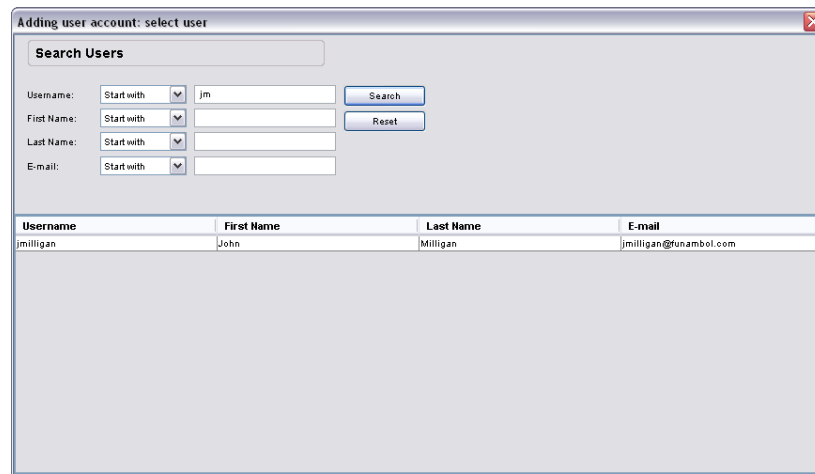 Adding user account: select user
Search Users
Username: Start with jm Search
First Name: Start with Reset
Last Name: Start with
E-mail: Start with
Username First Name Last Name E-mail
jmilligan John Milligan jmilligan@funambol.com